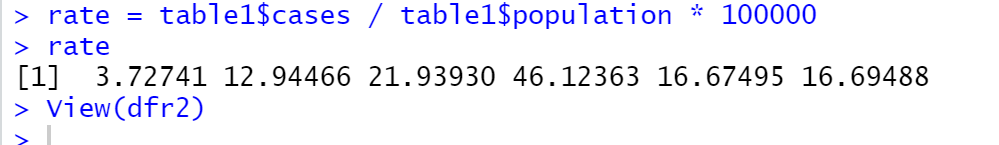 > rate = table1$cases / table1$population * 100000
> rate
[1]  3.72741 12.94466 21.93930 46.12363 16.67495 16.69488
> View(dfr2)
>